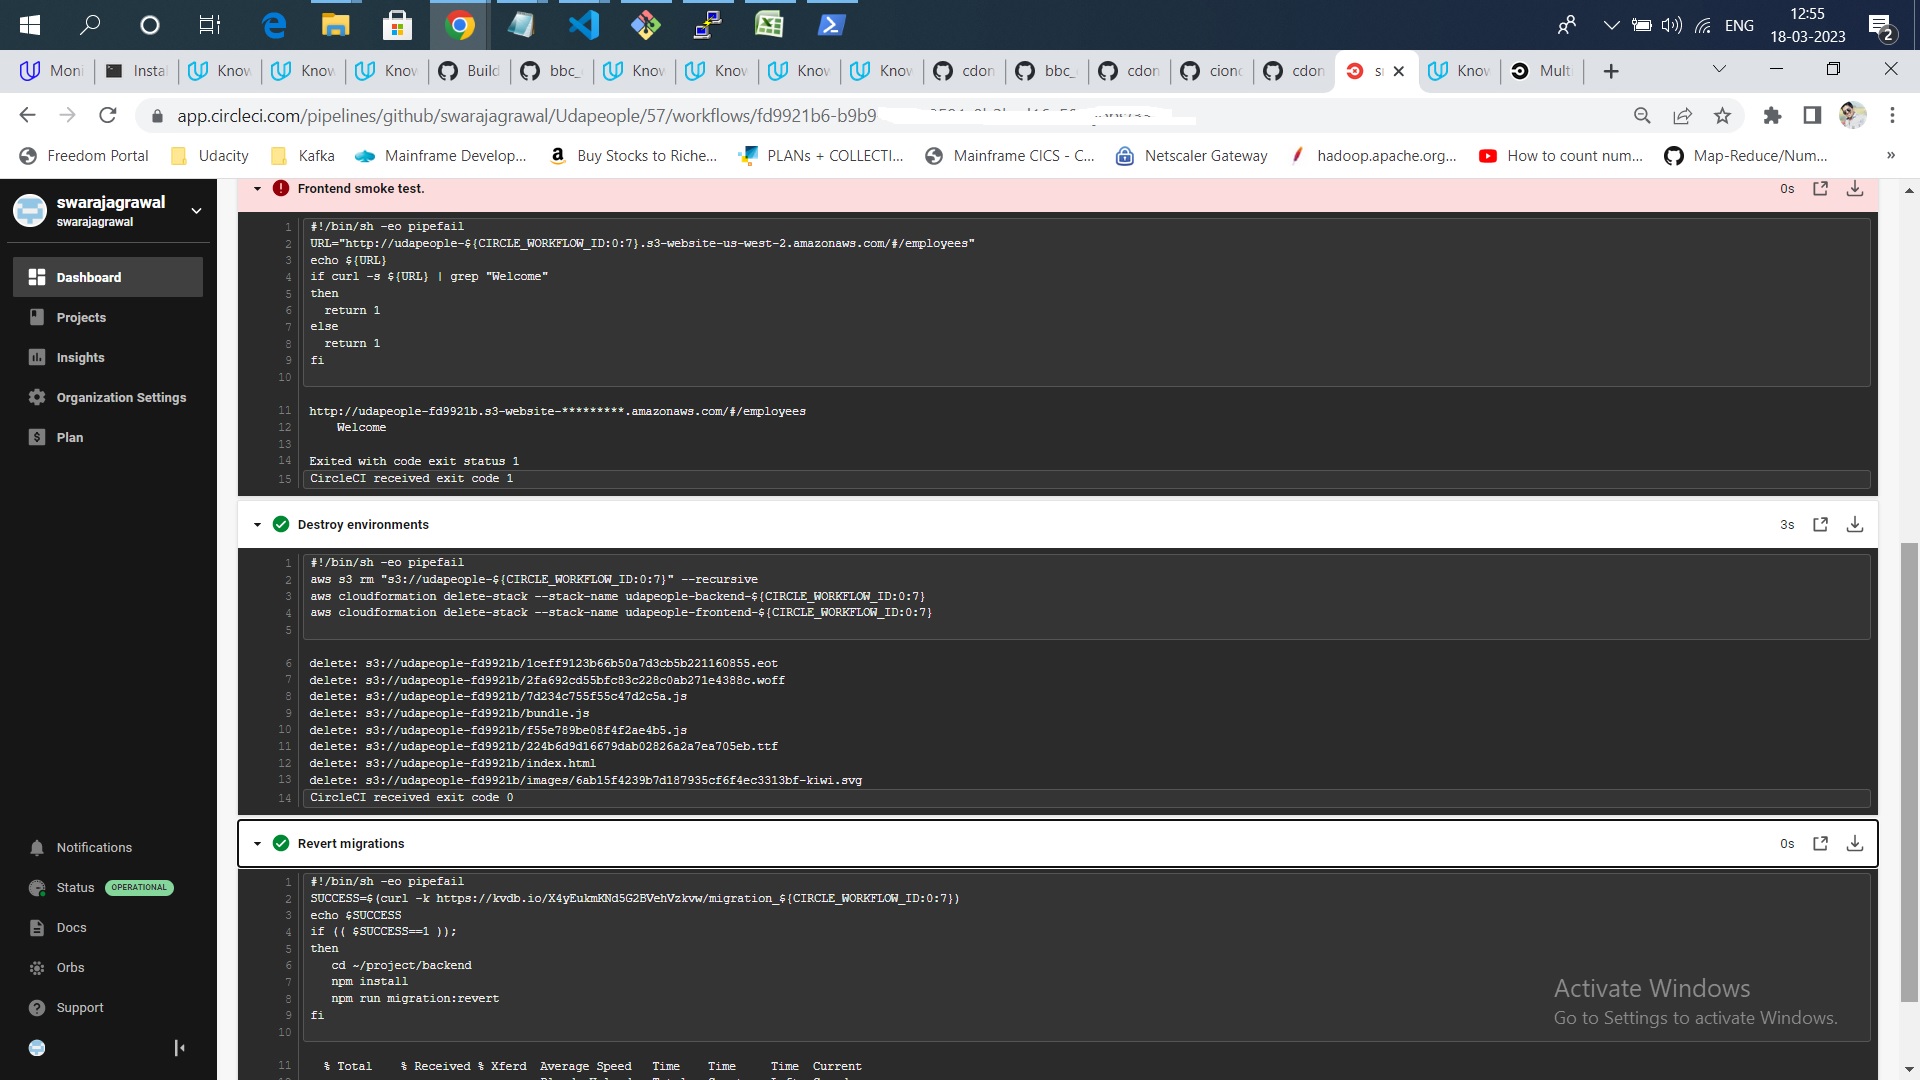 ENG
12:55
18-03-2023
2
Moni
Instal
Know
Know
Know
Build
bbc_
Know
Know
Know
Know
cdon
bbc_
cdon
cionc
cdon
Know
Multi
app.circleci.com/pipelines/github/swarajagrawal/Udapeople/57/workflows/fd9921b6-b9b9
Freedom Portal
Udacity
Kafka
Mainframe Develop...
Buy Stocks to Riche...
PLANs + COLLECTI...
Mainframe CICS - C...
Netscaler Gateway
hadoop.apache.org...
How to count num...
Map-Reduce/Num...
»
swarajagrawal
swarajagrawal
Dashboard
Projects
Insights
Organization Settings
Plan
Notifications
Status OPERATIONAL
Docs
Orbs
Support
Frontend smoke test. 0s
1 #!/bin/sh -eo pipefail
2 URL="http://udapeople-${CIRCLE_WORKFLOW_ID:0:7}.s3-website-us-west-2.amazonaws.com/#/employees"
3 echo ${URL}
4 if curl -s ${URL} | grep "Welcome"
5 then
6 return 1
7 else
8 return 1
9 fi
10
11 http://udapeople-fd9921b.s3-website-*********.amazonaws.com/#/employees
12 Welcome
13
14 Exited with code exit status 1
15 CircleCI received exit code 1
Destroy environments 3s
1 #!/bin/sh -eo pipefail
2 aws s3 rm "s3://udapeople-${CIRCLE_WORKFLOW_ID:0:7}" --recursive
3 aws cloudformation delete-stack --stack-name udapeople-backend-${CIRCLE_WORKFLOW_ID:0:7}
4 aws cloudformation delete-stack --stack-name udapeople-frontend-${CIRCLE_WORKFLOW_ID:0:7}
5
6 delete: s3://udapeople-fd9921b/1ceff9123b66b50a7d3cb5b221160855.eot
7 delete: s3://udapeople-fd9921b/2fa692cd55bfc83c228c0ab271e4388c.woff
8 delete: s3://udapeople-fd9921b/7d234c755f55c47d2c5a.js
9 delete: s3://udapeople-fd9921b/bundle.js
10 delete: s3://udapeople-fd9921b/f55e789be08f4f2ae4b5.js
11 delete: s3://udapeople-fd9921b/224b6d9d16679dab02826a2a7ea705eb.ttf
12 delete: s3://udapeople-fd9921b/index.html
13 delete: s3://udapeople-fd9921b/images/6ab15f4239b7d187935cf6f4ec3313bf-kiwi.svg
14 CircleCI received exit code 0
Revert migrations 0s
1 #!/bin/sh -eo pipefail
2 SUCCESS=$(curl -k https://kvdb.io/X4yEukmKNd5G2BVehVzkvw/migration_${CIRCLE_WORKFLOW_ID:0:7})
3 echo $SUCCESS
4 if (( $SUCCESS==1 ));
5 then
6 cd ~/project/backend
7 npm install
8 npm run migration:revert
9 fi
10
11 % Total % Received % Xferd Average Speed Time Time Time Current
Activate Windows
Go to Settings to activate Windows.